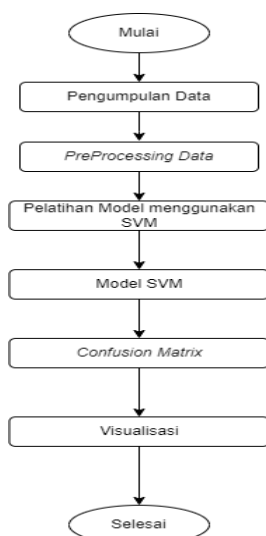 Mulai
Pengumpulan Data
PreProcessing Data
Pelatihan Model menggunakan
SVM
Model SVM
Confusion Matrix
Visualisasi
Selesai